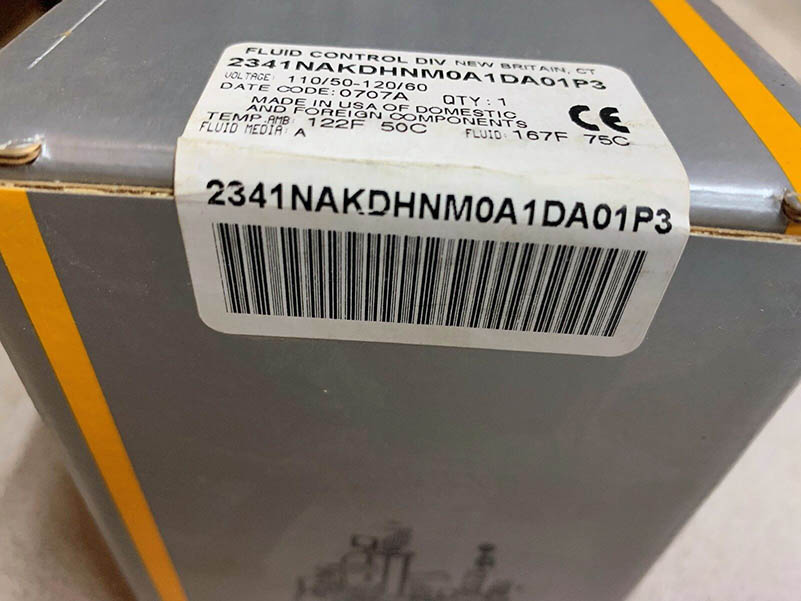 FLUID CONTROL DIV NEW BRITAIN, CT
2341NAKDHNM0A1DA01P3
VOLTAGE: 110/50-120/60
DATE CODE:0707A QTY:1
MADE IN USA OF DOMESTIC
AND FOREIGN COMPONENTS
CE
TEMP.AMB: 122F 50C FLUID:167F 75C
FLUID MEDIA: A
2341NAKDHNM0A1DA01P3